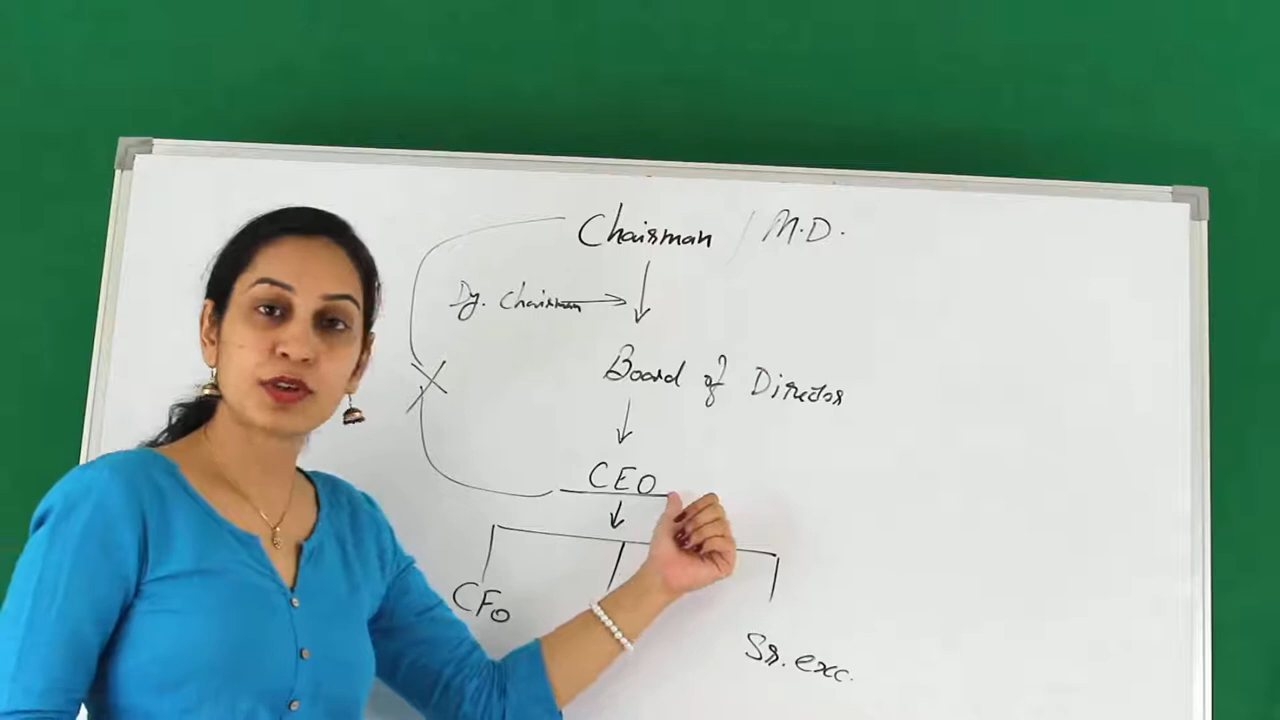 Chairman / M.D.
Dy. Chairman
Board of Director
CEO
CFO
Sr. exc.